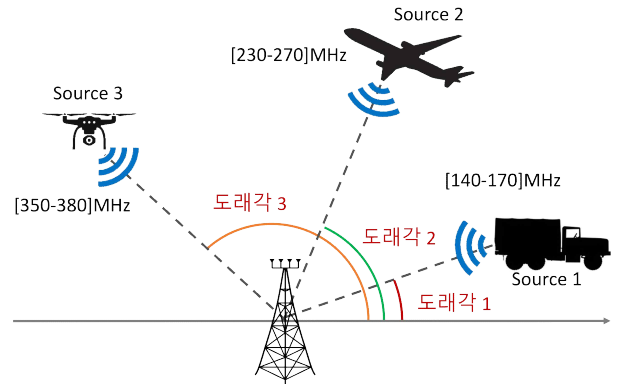 Source 2
[230-270]MHz
Source 3
[140-170]MHz
[350-380]MHz
도래각 3
도래각 2
Source 1
도래각 1